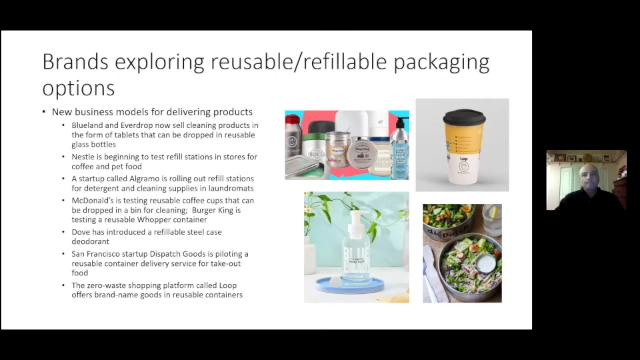 Brands exploring reusable/refillable packaging
options
• New business models for delivering products
• Blueland and Everdrop now sell cleaning products in
the form of tablets that can be dropped in reusable
glass bottles
• Nestle is beginning to test refill stations in stores for
coffee and pet food
• A startup called Algramo is rolling out refill stations
for detergent and cleaning supplies in laundromats
• McDonald's is testing reusable coffee cups that can
be dropped in a bin for cleaning; Burger King is
testing a reusable Whopper container
• Dove has introduced a refillable steel case
deodorant
• San Francisco startup Dispatch Goods is piloting a
reusable container delivery service for take-out
food
• The zero-waste shopping platform called Loop
offers brand-name goods in reusable containers
Loop
BLUE